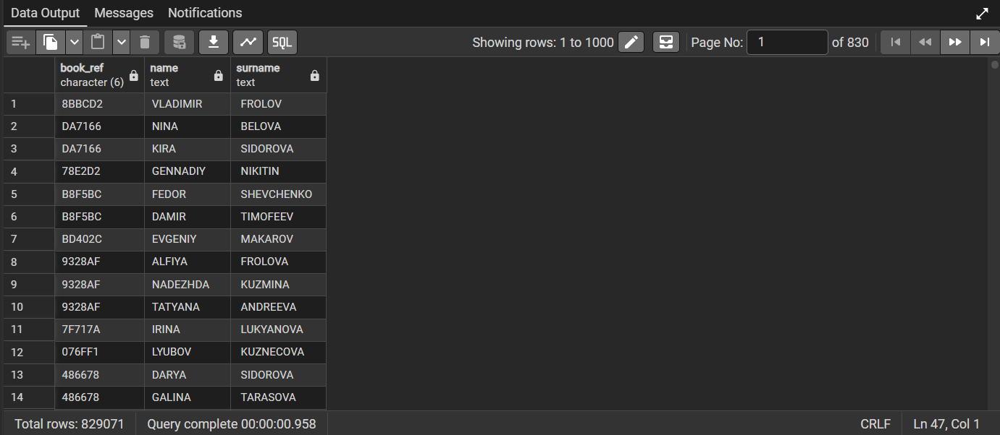 Data Output Messages Notifications
SQL Showing rows: 1 to 1000 Page No: 1 of 830
book_ref name surname
character (6) text text
1 8BBCD2 VLADIMIR FROLOV
2 DA7166 NINA BELOVA
3 DA7166 KIRA SIDOROVA
4 78E2D2 GENNADIY NIKITIN
5 B8F5BC FEDOR SHEVCHENKO
6 B8F5BC DAMIR TIMOFEEV
7 BD402C EVGENIY MAKAROV
8 9328AF ALFIYA FROLOVA
9 9328AF NADEZHDA KUZMINA
10 9328AF TATYANA ANDREEVA
11 7F717A IRINA LUKYANOVA
12 076FF1 LYUBOV KUZNECOVA
13 486678 DARYA SIDOROVA
14 486678 GALINA TARASOVA
Total rows: 829071 Query complete 00:00:00.958 CRLF Ln 47, Col 1